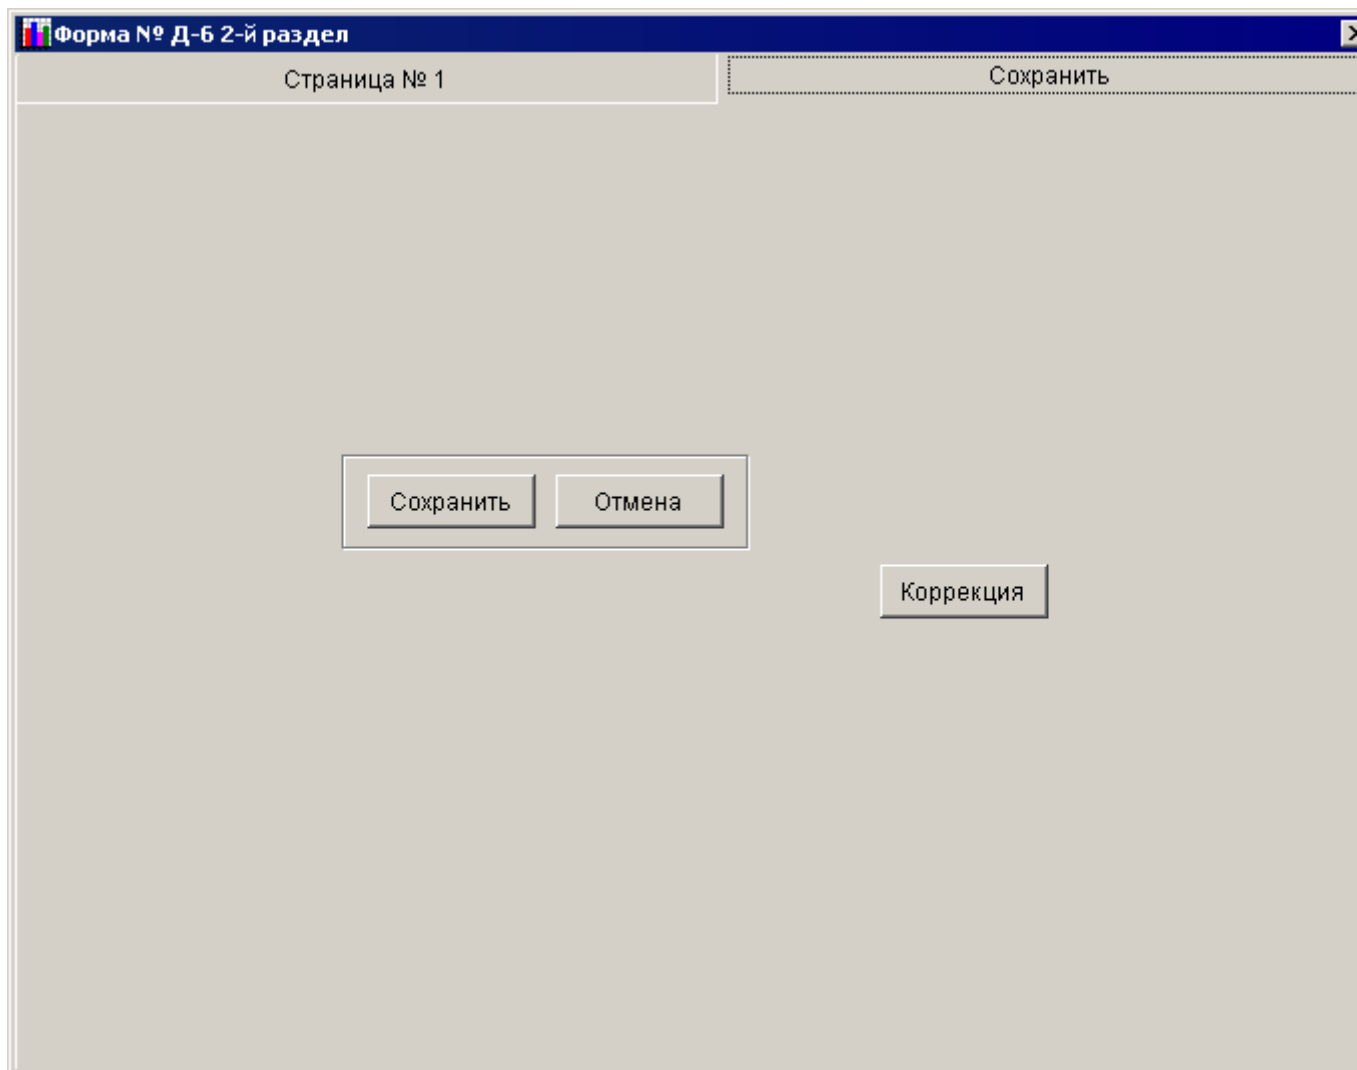 Форма № Д-6 2-й раздел
Страница № 1
Сохранить
Сохранить
Отмена
Коррекция